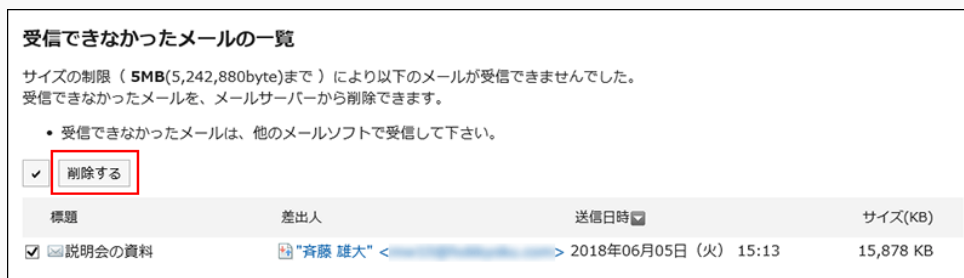 受信できなかったメールの一覧
サイズの制限（ 5MB(5,242,880byte)まで ）により以下のメールが受信できませんでした。
受信できなかったメールを、メールサーバーから削除できます。
• 受信できなかったメールは、他のメールソフトで受信して下さい。
削除する
標題 差出人 送信日時 サイズ(KB)
説明会の資料 "斉藤 雄大" < > 2018年06月05日（火） 15:13 15,878 KB